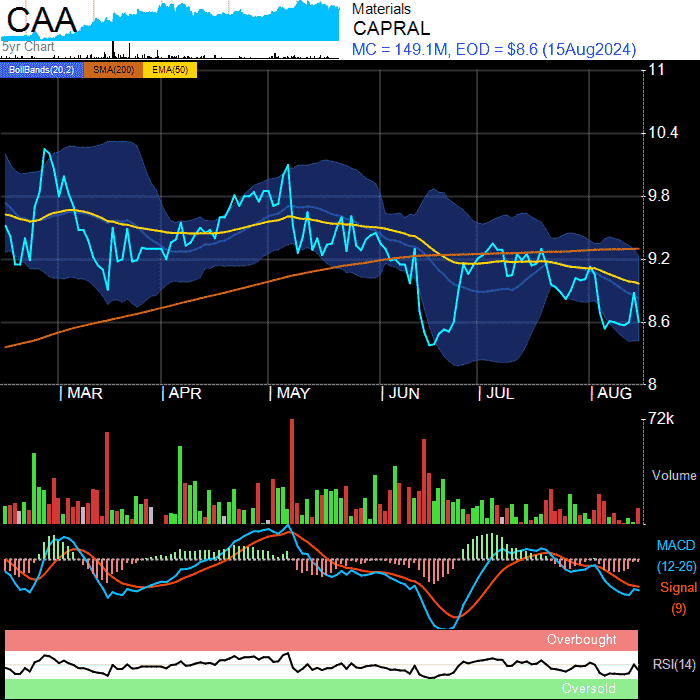 CAA
5yr Chart
Materials
CAPRAL
MC = 149.1M, EOD = $8.6 (15Aug2024)
BollBands(20,2) SMA(200) EMA(50)
11
10.4
9.8
9.2
8.6
8
MAR APR MAY JUN JUL AUG
72k
Volume
MACD
(12-26)
Signal
(9)
Overbought
RSI(14)
Oversold